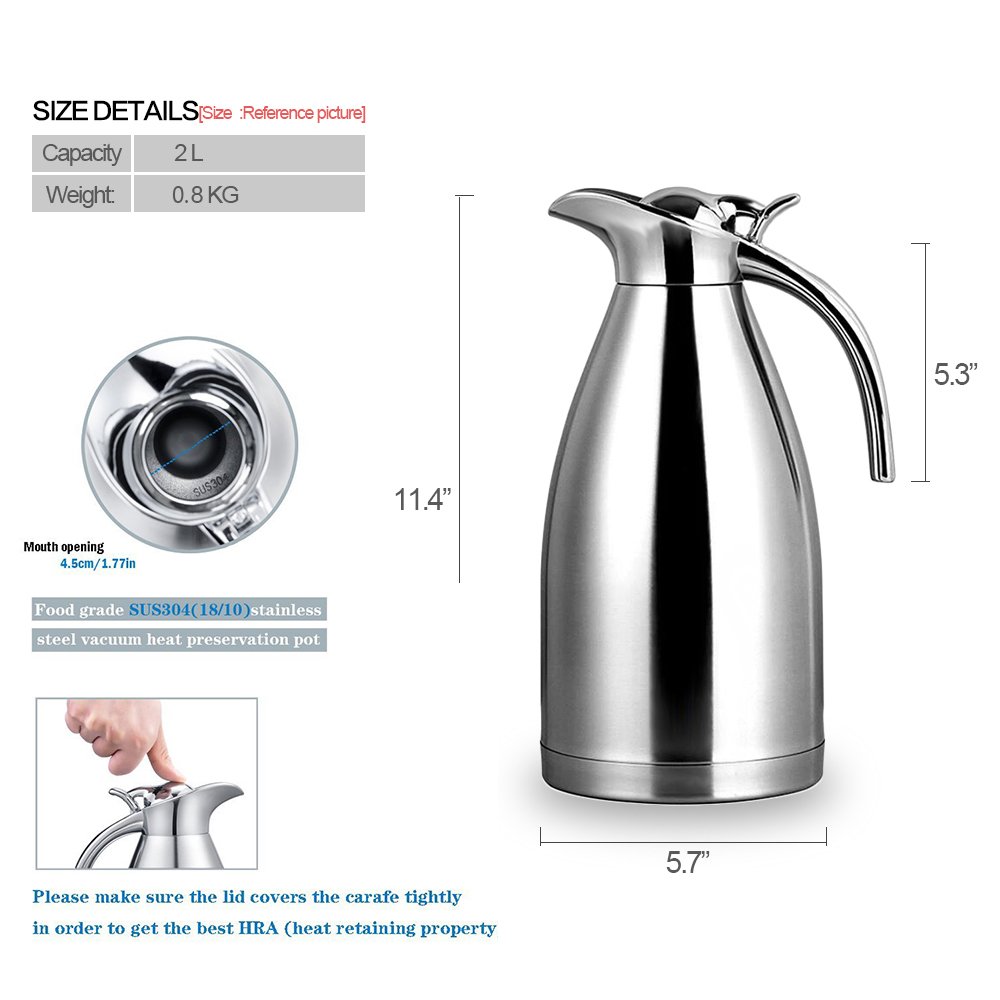 SIZE DETAILS[Size :Reference picture]
Capacity 2 L
Weight: 0.8 KG
11.4”
5.3”
SUS304
Mouth opening
4.5cm/1.77in
Food grade SUS304(18/10)stainless
steel vacuum heat preservation pot
5.7”
Please make sure the lid covers the carafe tightly
in order to get the best HRA (heat retaining property